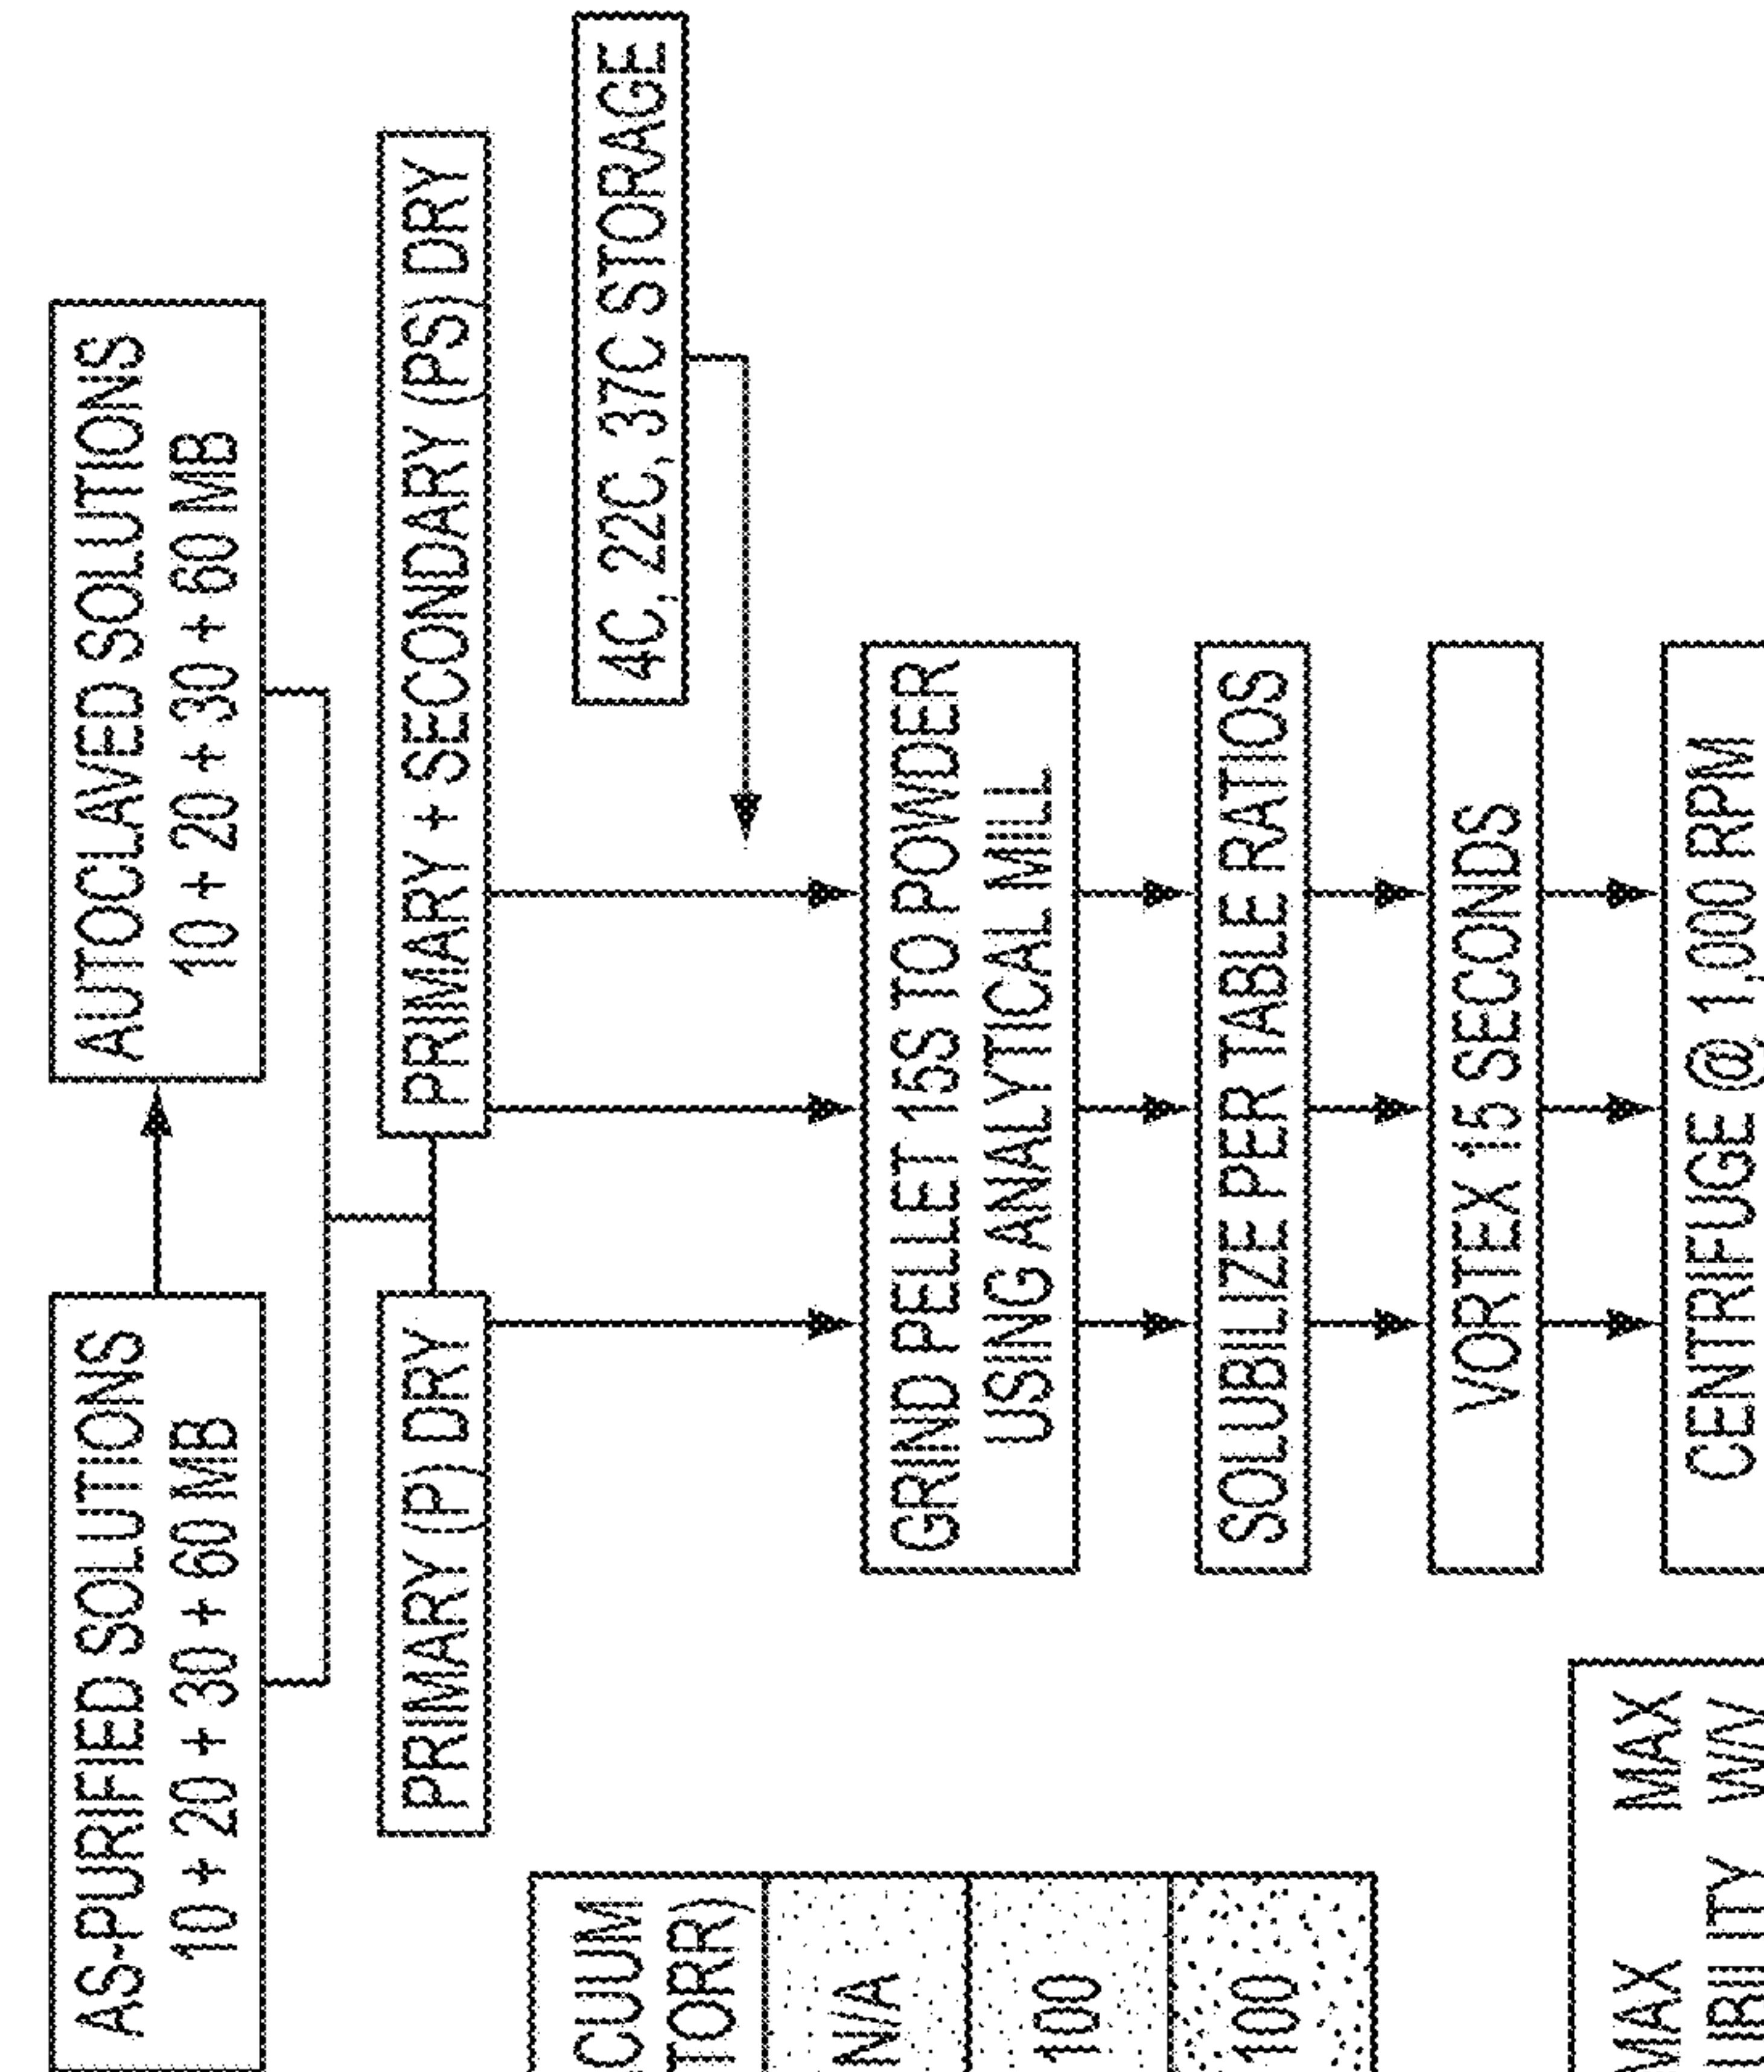 AS-PURIFIED SOLUTIONS
10 + 20 + 30 + 60 MB
AUTOCLAVED SOLUTIONS
10 + 20 + 30 + 60 MB
PRIMARY (P) DRY
PRIMARY + SECONDARY (PS) DRY
4C, 22C, 37C STORAGE
GRIND PELLET 15S TO POWDER
USING ANALYTICAL MILL
SOLUBILIZE PER TABLE RATIOS
VORTEX 15 SECONDS
CENTRIFUGE @ 1,000 RPM
CUUM
TORR)
N/A
100
100
MAX MAX